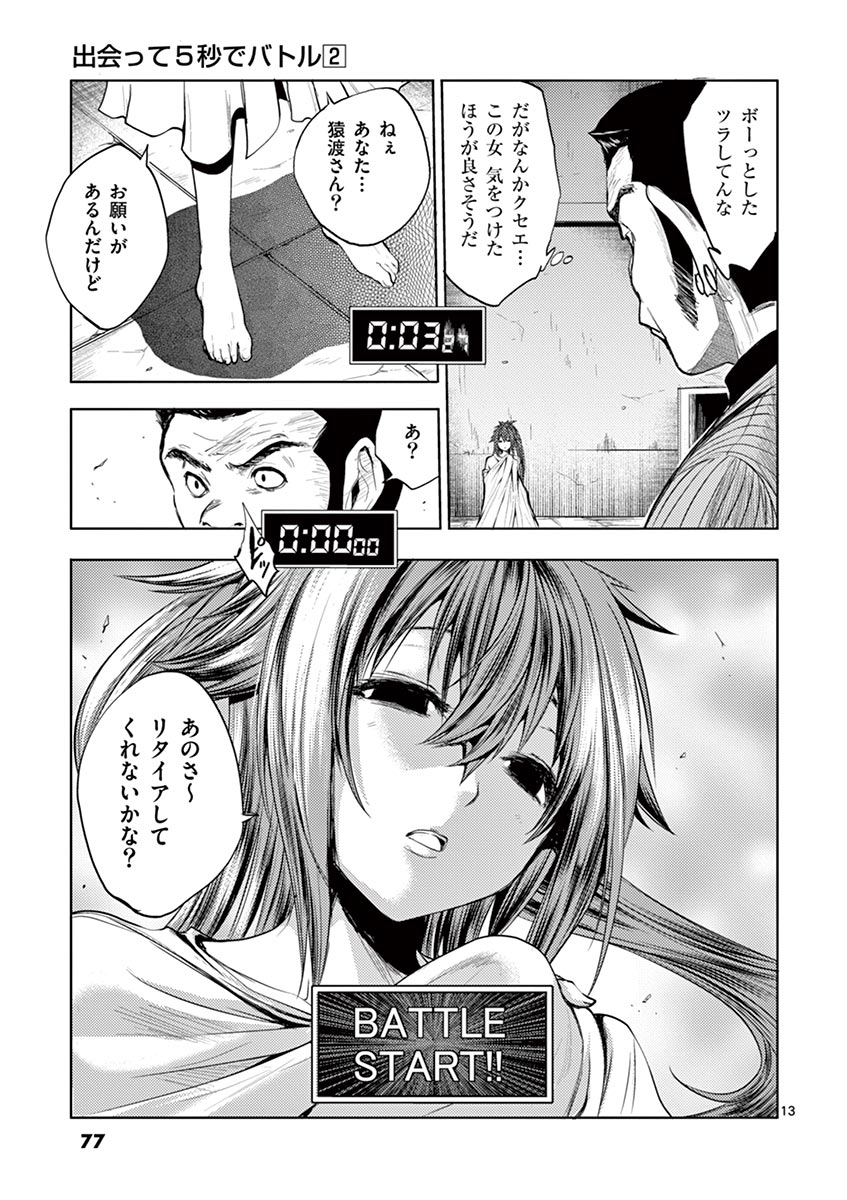 出会って5秒でバトル2
ボーっとした
ツラしてんな
だがなんかクセエ…
この女 気をつけた
ほうが良さそうだ
ねぇ
あなた…
猿渡さん?
お願いが
あるんだけど
0:03
あ?
0:0000
ピッ
あのさ〜
リタイアして
くれないかな?
BATTLE
START!!
13
77